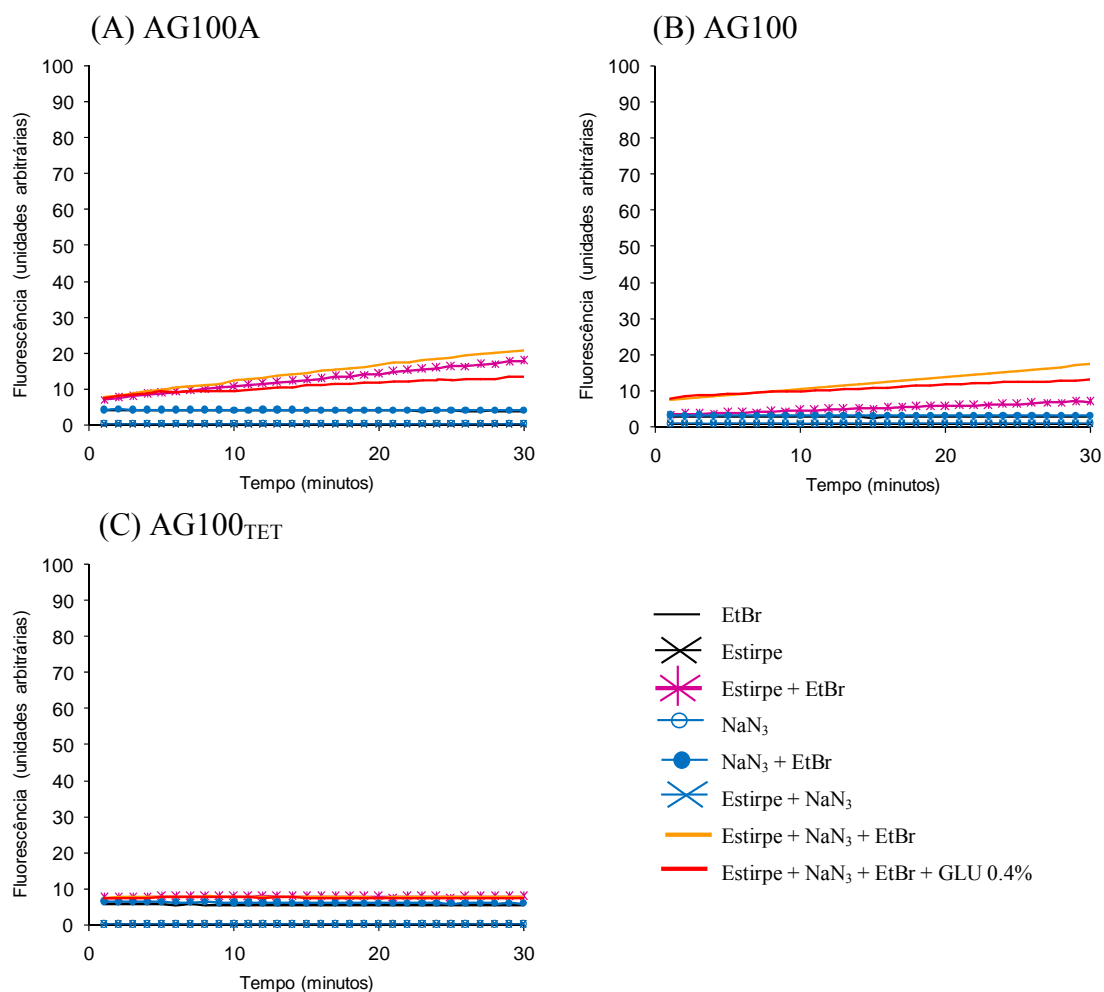 (A) AG100A
Fluorescência (unidades arbitrárias)
100
90
80
70
60
50
40
30
20
10
0
0 10 20 30
Tempo (minutos)
(B) AG100
Fluorescência (unidades arbitrárias)
100
90
80
70
60
50
40
30
20
10
0
0 10 20 30
Tempo (minutos)
(C) AG100TET
Fluorescência (unidades arbitrárias)
100
90
80
70
60
50
40
30
20
10
0
0 10 20 30
Tempo (minutos)
EtBr
Estirpe
Estirpe + EtBr
NaN₃
NaN₃ + EtBr
Estirpe + NaN₃
Estirpe + NaN₃ + EtBr
Estirpe + NaN₃ + EtBr + GLU 0.4%